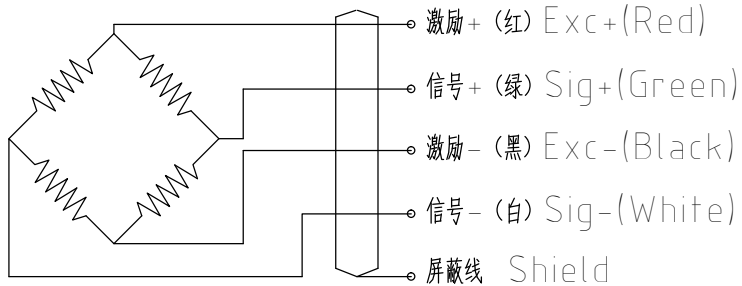 激励+（红）Exc+(Red)
信号+（绿）Sig+(Green)
激励-（黑）Exc-(Black)
信号-（白）Sig-(White)
屏蔽线 Shield